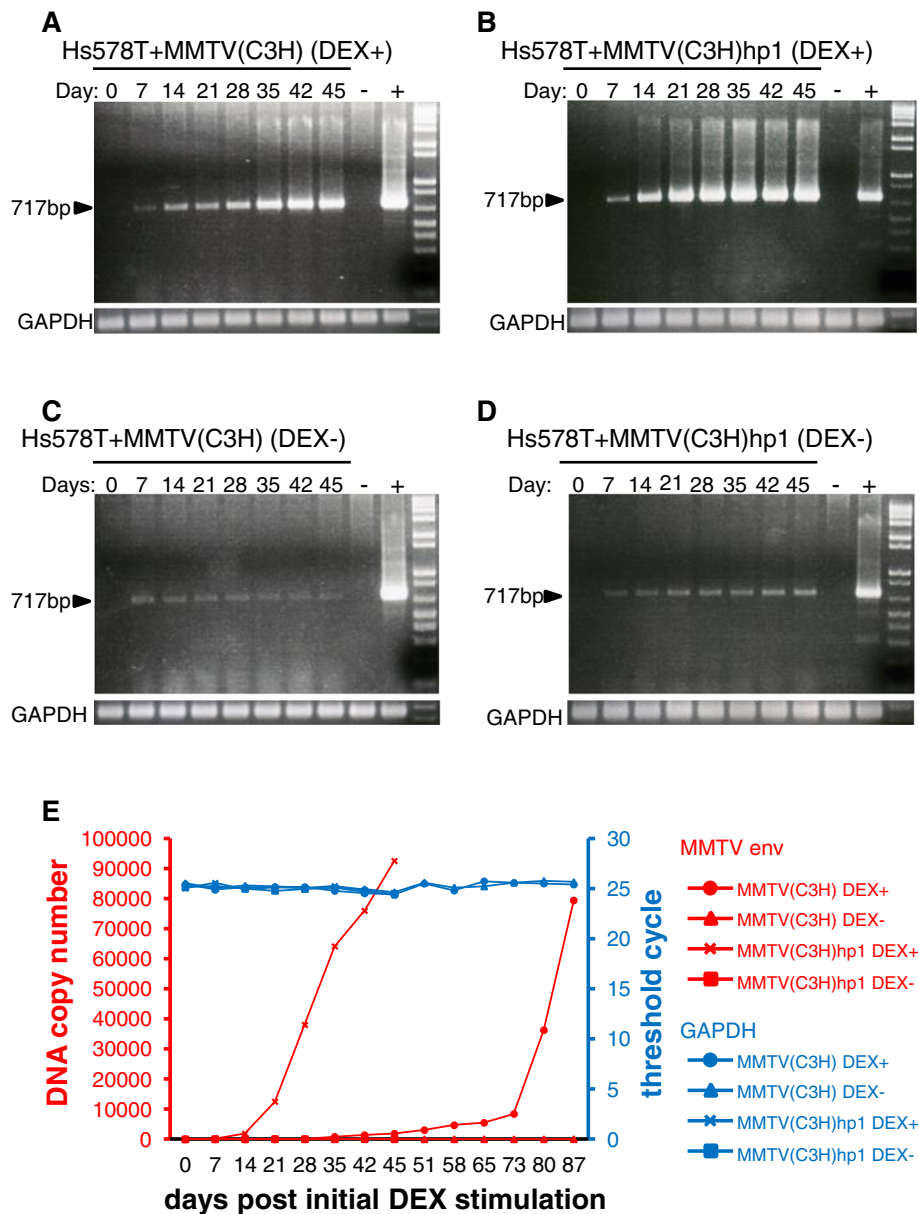 A
Hs578T+MMTV(C3H) (DEX+)
Day: 0 7 14 21 28 35 42 45 - +
717bp
GAPDH
B
Hs578T+MMTV(C3H)hp1 (DEX+)
Day: 0 7 14 21 28 35 42 45 - +
717bp
GAPDH
C
Hs578T+MMTV(C3H) (DEX-)
Days: 0 7 14 21 28 35 42 45 - +
717bp
GAPDH
D
Hs578T+MMTV(C3H)hp1 (DEX-)
Day: 0 7 14 21 28 35 42 45 - +
717bp
GAPDH
E
DNA copy number
100000
90000
80000
70000
60000
50000
40000
30000
20000
10000
0
30
25
20
15
10
5
0
threshold cycle
0 7 14 21 28 35 42 45 51 58 65 73 80 87
days post initial DEX stimulation
MMTV env
MMTV(C3H) DEX+
MMTV(C3H) DEX-
MMTV(C3H)hp1 DEX+
MMTV(C3H)hp1 DEX-
GAPDH
MMTV(C3H) DEX+
MMTV(C3H) DEX-
MMTV(C3H)hp1 DEX+
MMTV(C3H)hp1 DEX-